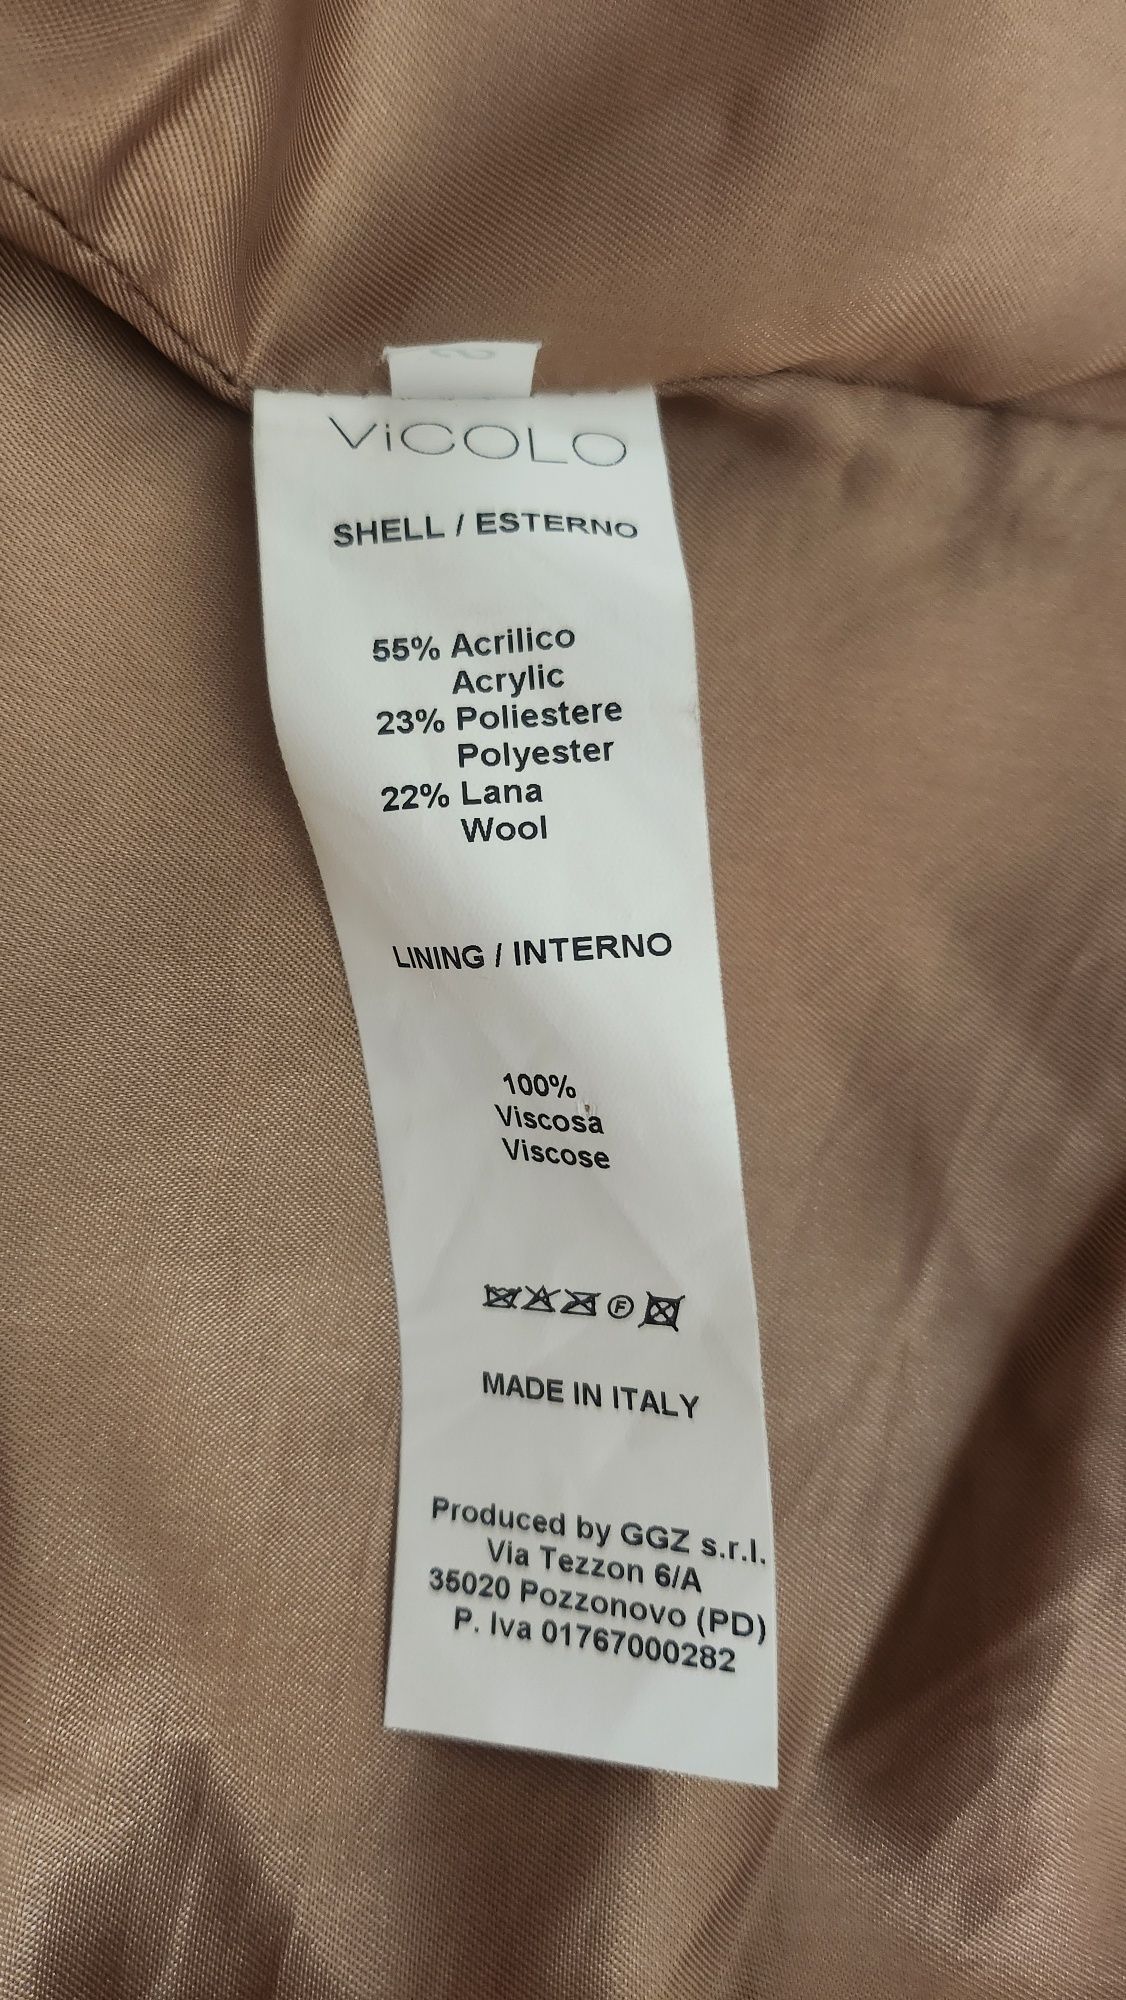 ViCOLO
SHELL / ESTERNO
55% Acrilico
Acrylic
23% Poliestere
Polyester
22% Lana
Wool
LINING / INTERNO
100%
Viscosa
Viscose
F
MADE IN ITALY
Produced by GGZ s.r.l.
Via Tezzon 6/A
35020 Pozzonovo (PD)
P. Iva 01767000282